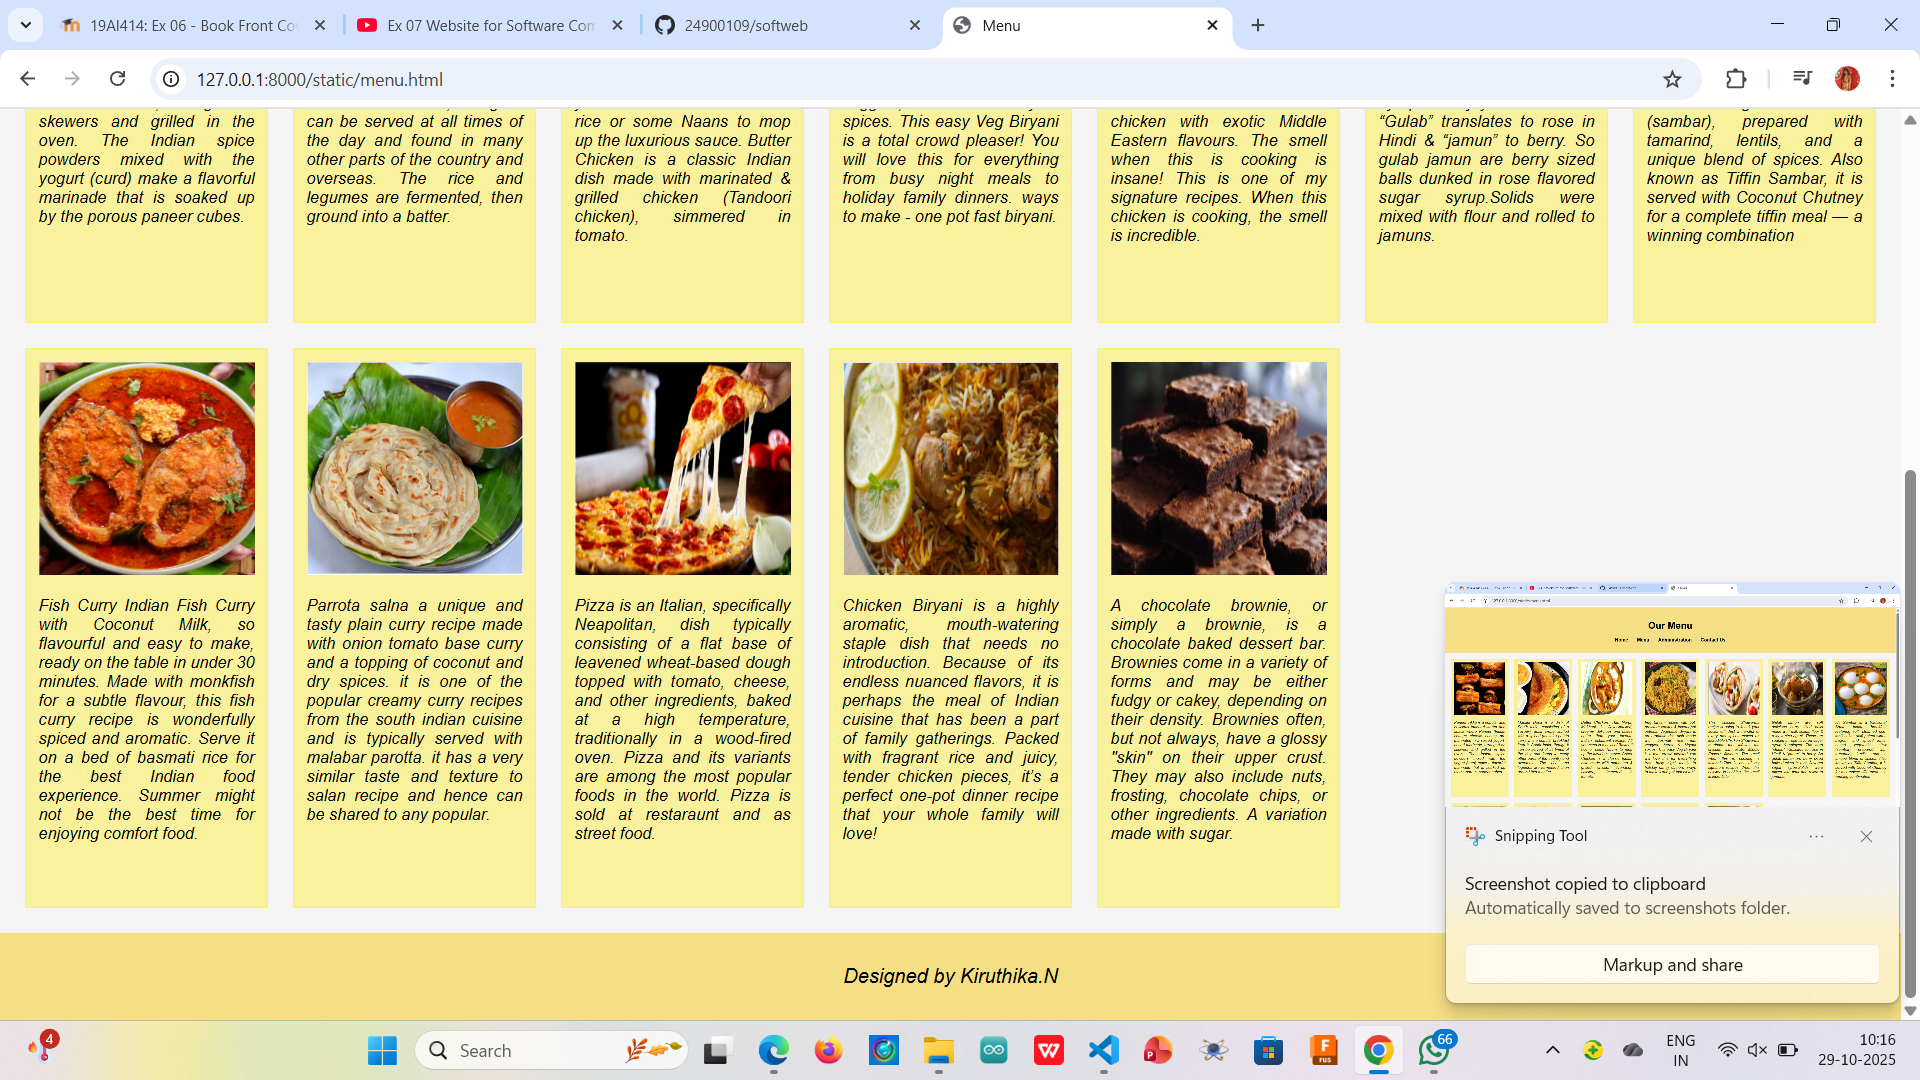 19AI414: Ex 06 - Book Front Co
Ex 07 Website for Software Com
24900109/softweb
Menu
127.0.0.1:8000/static/menu.html
skewers and grilled in the
oven. The Indian spice
powders mixed with the
yogurt (curd) make a flavorful
marinade that is soaked up
by the porous paneer cubes.
can be served at all times of
the day and found in many
other parts of the country and
overseas. The rice and
legumes are fermented, then
ground into a batter.
rice or some Naans to mop
up the luxurious sauce. Butter
Chicken is a classic Indian
dish made with marinated &
grilled chicken (Tandoori
chicken), simmered in
tomato.
spices. This easy Veg Biryani
is a total crowd pleaser! You
will love this for everything
from busy night meals to
holiday family dinners. ways
to make - one pot fast biryani.
chicken with exotic Middle
Eastern flavours. The smell
when this is cooking is
insane! This is one of my
signature recipes. When this
chicken is cooking, the smell
is incredible.
“Gulab” translates to rose in
Hindi & “jamun” to berry. So
gulab jamun are berry sized
balls dunked in rose flavored
sugar syrup.Solids were
mixed with flour and rolled to
jamuns.
(sambar), prepared with
tamarind, lentils, and a
unique blend of spices. Also
known as Tiffin Sambar, it is
served with Coconut Chutney
for a complete tiffin meal — a
winning combination
Fish Curry Indian Fish Curry
with Coconut Milk, so
flavourful and easy to make,
ready on the table in under 30
minutes. Made with monkfish
for a subtle flavour, this fish
curry recipe is wonderfully
spiced and aromatic. Serve it
on a bed of basmati rice for
the best Indian food
experience. Summer might
not be the best time for
enjoying comfort food.
Parrota salna a unique and
tasty plain curry recipe made
with onion tomato base curry
and a topping of coconut and
dry spices. it is one of the
popular creamy curry recipes
from the south indian cuisine
and is typically served with
malabar parotta. it has a very
similar taste and texture to
salan recipe and hence can
be shared to any popular.
Pizza is an Italian, specifically
Neapolitan, dish typically
consisting of a flat base of
leavened wheat-based dough
topped with tomato, cheese,
and other ingredients, baked
at a high temperature,
traditionally in a wood-fired
oven. Pizza and its variants
are among the most popular
foods in the world. Pizza is
sold at restaraunt and as
street food.
Chicken Biryani is a highly
aromatic, mouth-watering
staple dish that needs no
introduction. Because of its
endless nuanced flavors, it is
perhaps the meal of Indian
cuisine that has been a part
of family gatherings. Packed
with fragrant rice and juicy,
tender chicken pieces, it’s a
perfect one-pot dinner recipe
that your whole family will
love!
A chocolate brownie, or
simply a brownie, is a
chocolate baked dessert bar.
Brownies come in a variety of
forms and may be either
fudgy or cakey, depending on
their density. Brownies often,
but not always, have a glossy
"skin" on their upper crust.
They may also include nuts,
frosting, chocolate chips, or
other ingredients. A variation
made with sugar.
Our Menu
Home Menu Administration Contact Us
Snipping Tool
Screenshot copied to clipboard
Automatically saved to screenshots folder.
Markup and share
Designed by Kiruthika.N
4
Search
66
ENG
IN
10:16
29-10-2025